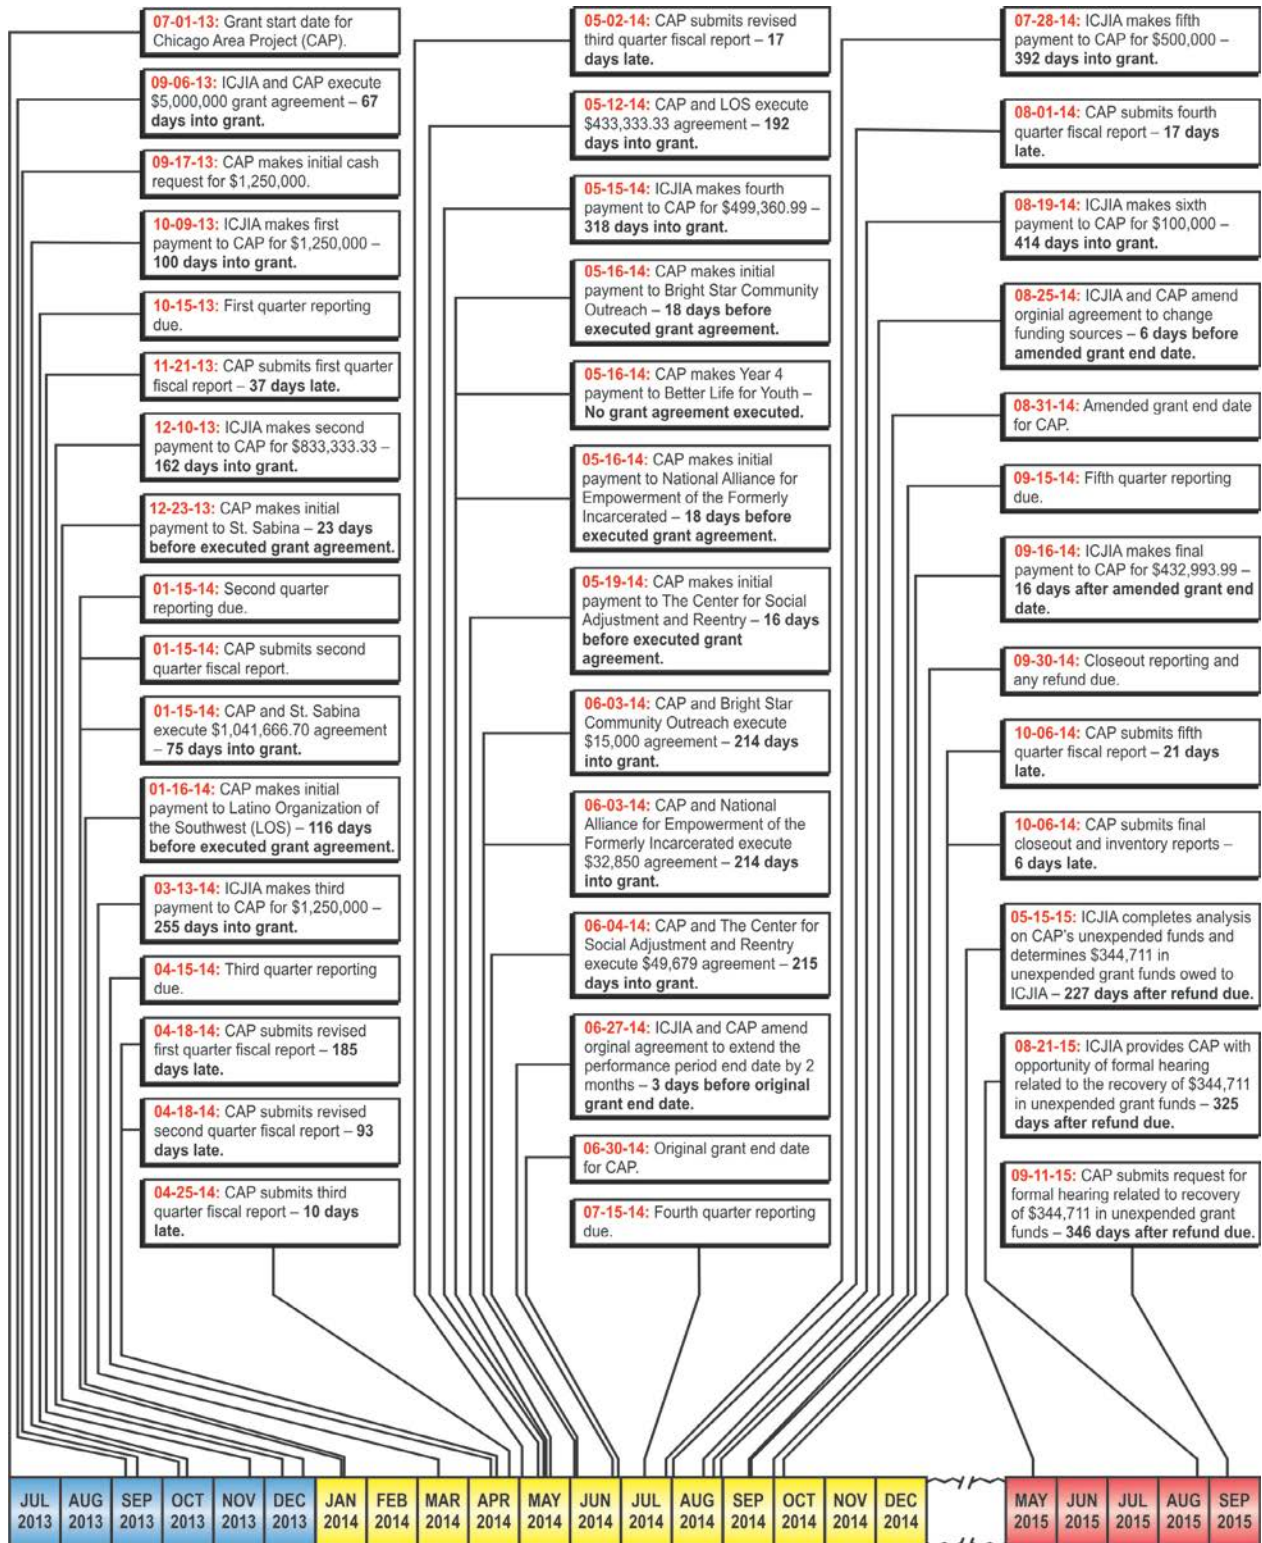 07-01-13: Grant start date for
Chicago Area Project (CAP).
09-06-13: ICJIA and CAP execute
$5,000,000 grant agreement – 67
days into grant.
09-17-13: CAP makes initial cash
request for $1,250,000.
10-09-13: ICJIA makes first
payment to CAP for $1,250,000 –
100 days into grant.
10-15-13: First quarter reporting
due.
11-21-13: CAP submits first quarter
fiscal report – 37 days late.
12-10-13: ICJIA makes second
payment to CAP for $833,333.33 –
162 days into grant.
12-23-13: CAP makes initial
payment to St. Sabina – 23 days
before executed grant agreement.
01-15-14: Second quarter
reporting due.
01-15-14: CAP submits second
quarter fiscal report.
01-15-14: CAP and St. Sabina
execute $1,041,666.70 agreement
– 75 days into grant.
01-16-14: CAP makes initial
payment to Latino Organization of
the Southwest (LOS) – 116 days
before executed grant agreement.
03-13-14: ICJIA makes third
payment to CAP for $1,250,000 –
255 days into grant.
04-15-14: Third quarter reporting
due.
04-18-14: CAP submits revised
first quarter fiscal report – 185
days late.
04-18-14: CAP submits revised
second quarter fiscal report – 93
days late.
04-25-14: CAP submits third
quarter fiscal report – 10 days
late.
05-02-14: CAP submits revised
third quarter fiscal report – 17
days late.
05-12-14: CAP and LOS execute
$433,333.33 agreement – 192
days into grant.
05-15-14: ICJIA makes fourth
payment to CAP for $499,360.99 –
318 days into grant.
05-16-14: CAP makes initial
payment to Bright Star Community
Outreach – 18 days before
executed grant agreement.
05-16-14: CAP makes Year 4
payment to Better Life for Youth –
No grant agreement executed.
05-16-14: CAP makes initial
payment to National Alliance for
Empowerment of the Formerly
Incarcerated – 18 days before
executed grant agreement.
05-19-14: CAP makes initial
payment to The Center for Social
Adjustment and Reentry – 16 days
before executed grant
agreement.
06-03-14: CAP and Bright Star
Community Outreach execute
$15,000 agreement – 214 days
into grant.
06-03-14: CAP and National
Alliance for Empowerment of the
Formerly Incarcerated execute
$32,850 agreement – 214 days
into grant.
06-04-14: CAP and The Center for
Social Adjustment and Reentry
execute $49,679 agreement – 215
days into grant.
06-27-14: ICJIA and CAP amend
orginal agreement to extend the
performance period end date by 2
months – 3 days before original
grant end date.
06-30-14: Original grant end date
for CAP.
07-15-14: Fourth quarter reporting
due.
07-28-14: ICJIA makes fifth
payment to CAP for $500,000 –
392 days into grant.
08-01-14: CAP submits fourth
quarter fiscal report – 17 days
late.
08-19-14: ICJIA makes sixth
payment to CAP for $100,000 –
414 days into grant.
08-25-14: ICJIA and CAP amend
orginial agreement to change
funding sources – 6 days before
amended grant end date.
08-31-14: Amended grant end date
for CAP.
09-15-14: Fifth quarter reporting
due.
09-16-14: ICJIA makes final
payment to CAP for $432,993.99 –
16 days after amended grant end
date.
09-30-14: Closeout reporting and
any refund due.
10-06-14: CAP submits fifth
quarter fiscal report – 21 days
late.
10-06-14: CAP submits final
closeout and inventory reports –
6 days late.
05-15-15: ICJIA completes analysis
on CAP's unexpended funds and
determines $344,711 in
unexpended grant funds owed to
ICJIA – 227 days after refund due.
08-21-15: ICJIA provides CAP with
opportunity of formal hearing
related to the recovery of $344,711
in unexpended grant funds – 325
days after refund due.
09-11-15: CAP submits request for
formal hearing related to recovery
of $344,711 in unexpended grant
funds – 346 days after refund due.
JUL AUG SEP OCT NOV DEC JAN FEB MAR APR MAY JUN JUL AUG SEP OCT NOV DEC MAY JUN JUL AUG SEP
2013 2013 2013 2013 2013 2013 2014 2014 2014 2014 2014 2014 2014 2014 2014 2014 2014 2014 2015 2015 2015 2015 2015